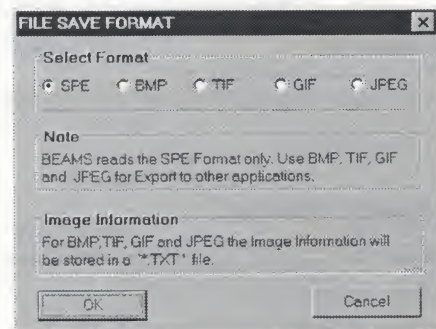 FILE SAVE FORMAT
Select Format
SPE BMP TIF GIF JPEG
Note
BEAMS reads the SPE Format only. Use BMP, TIF, GIF
and JPEG for Export to other applications.
Image Information
For BMP,TIF, GIF and JPEG the Image Information will
be stored in a "*.TXT" file.
OK Cancel